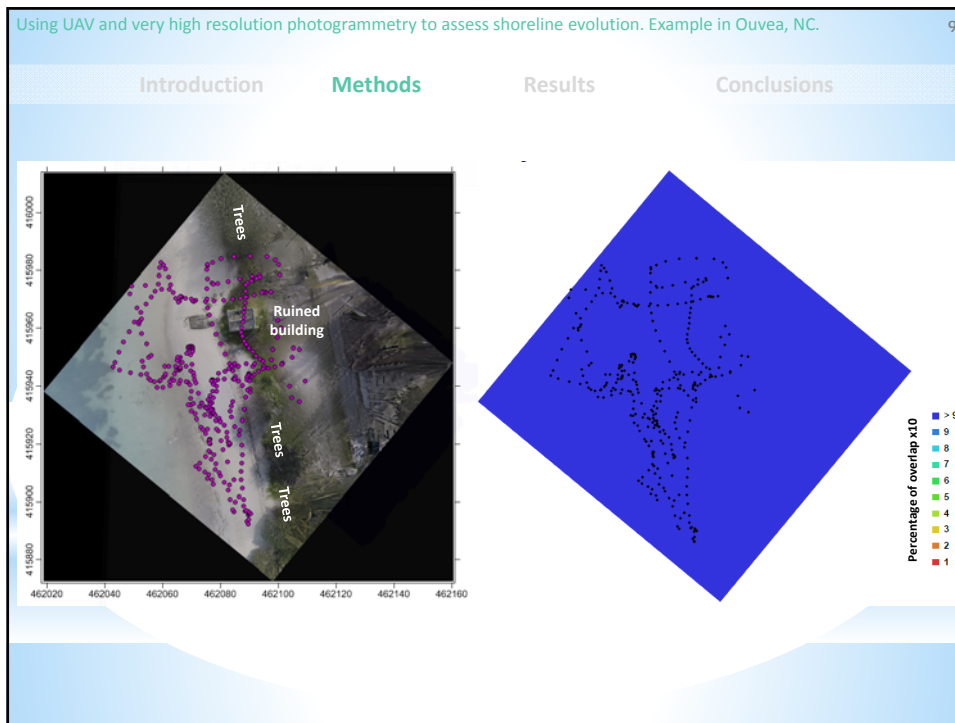 Using UAV and very high resolution photogrammetry to assess shoreline evolution. Example in Ouvea, NC.
9
Introduction Methods Results Conclusions
416000
415980
415960
415940
415920
415900
415880
Trees
Ruined
building
Trees
Trees
462020 462040 462060 462080 462100 462120 462140 462160
Percentage of overlap x10
> 9
9
8
7
6
5
4
3
2
1